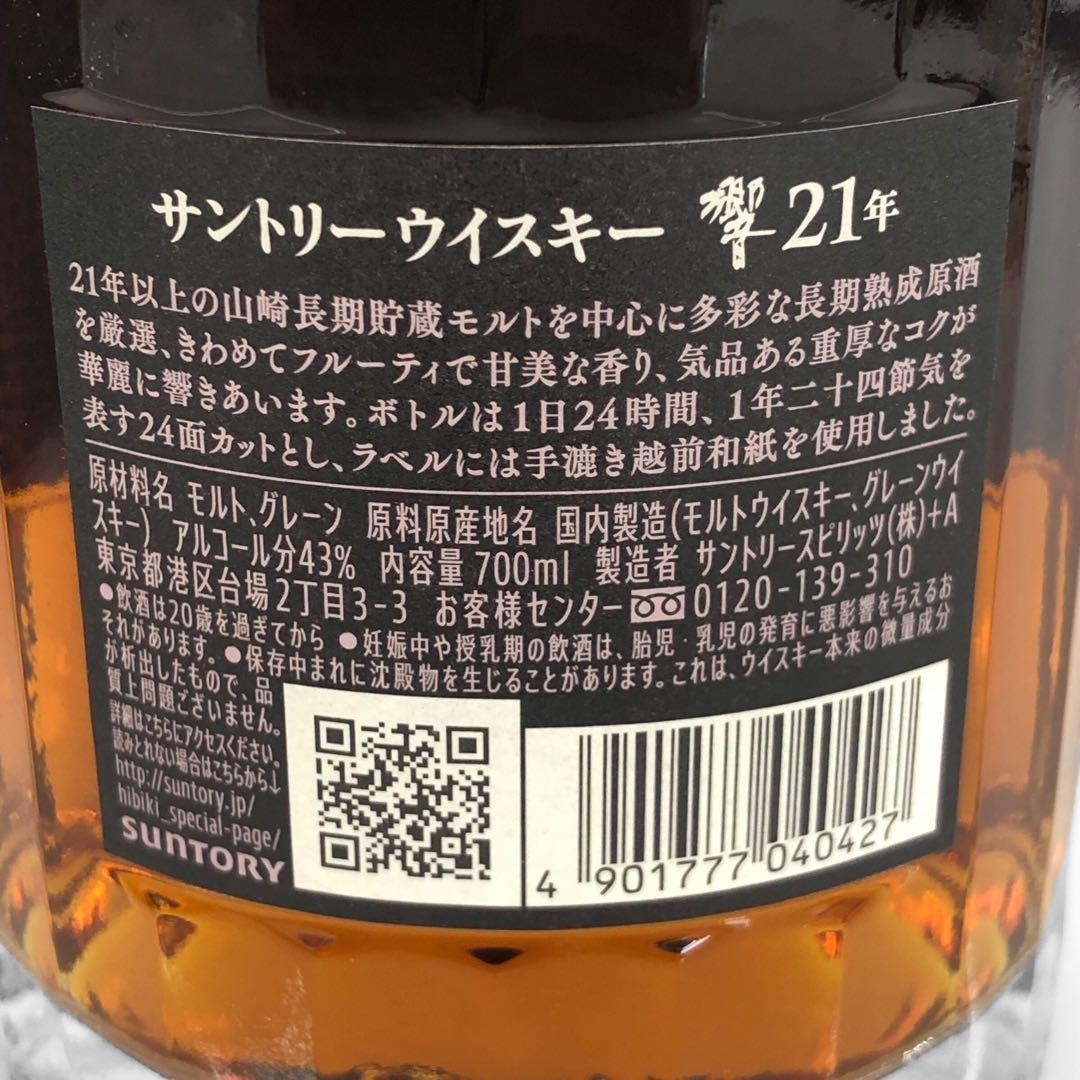 サントリーウイスキー 響 21年
21年以上の山崎長期貯蔵モルトを中心に多彩な長期熟成原酒
を厳選、きわめてフルーティで甘美な香り、気品ある重厚なコクが
華麗に響きあいます。ボトルは1日24時間、1年二十四節気を
表す24面カットとし、ラベルには手漉き越前和紙を使用しました。
原材料名 モルト、グレーン 原料原産地名 国内製造(モルトウイスキー、グレーンウイ
スキー) アルコール分43% 内容量 700ml 製造者 サントリースピリッツ(株)+A
東京都港区台場2丁目3-3 お客様センター 0120-139-310
●飲酒は20歳を過ぎてから ●妊娠中や授乳期の飲酒は、胎児・乳児の発育に悪影響を与えるお
それがあります。●保存中まれに沈殿物を生じることがあります。これは、ウイスキー本来の微量成分
が析出したもので、品
質上問題ございません。
詳細はこちらにアクセスください。
読みとれない場合はこちらから↓
http://suntory.jp/
hibiki_special-page/
SUNTORY
4 901777 040427